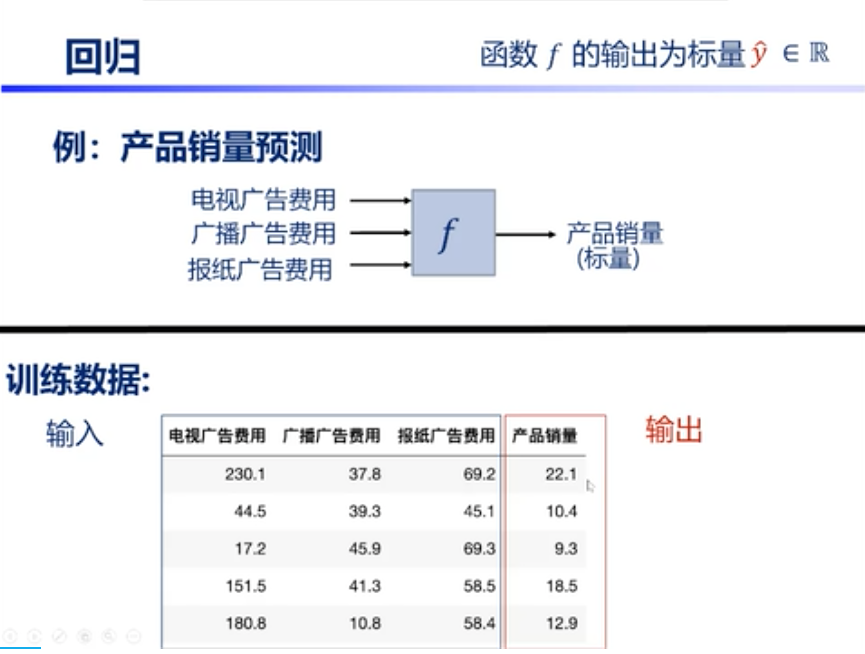 回归
函数 f 的输出为标量 ŷ ∈ ℝ
例：产品销量预测
电视广告费用
广播广告费用
报纸广告费用
f
产品销量
(标量)
训练数据:
输入
电视广告费用 广播广告费用 报纸广告费用 产品销量
230.1 37.8 69.2 22.1
44.5 39.3 45.1 10.4
17.2 45.9 69.3 9.3
151.5 41.3 58.5 18.5
180.8 10.8 58.4 12.9
输出